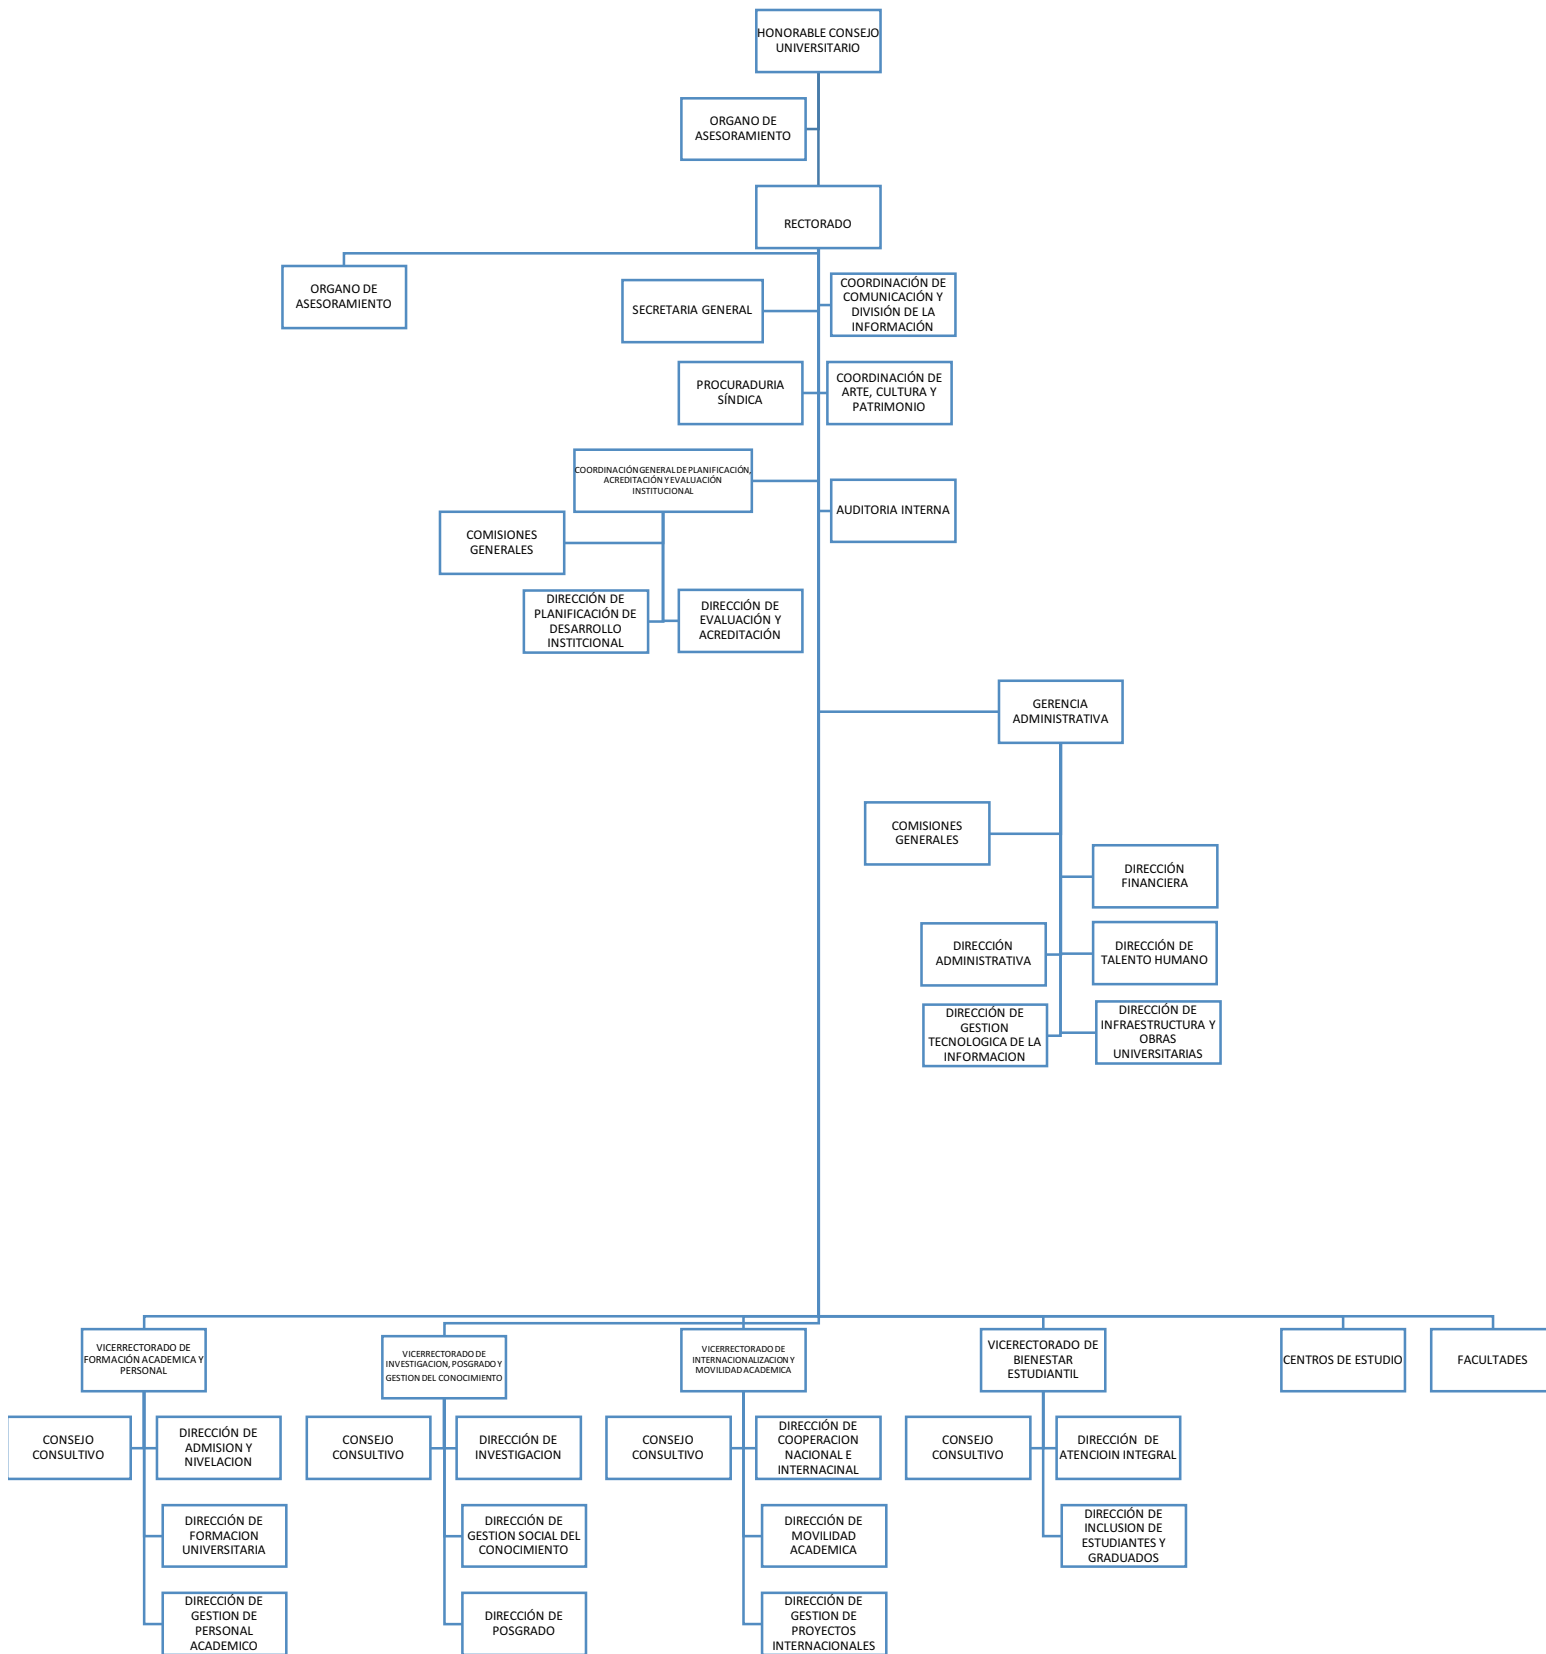 HONORABLE CONSEJO
UNIVERSITARIO
ORGANO DE
ASESORAMIENTO
RECTORADO
ORGANO DE
ASESORAMIENTO
SECRETARIA GENERAL
COORDINACIÓN DE
COMUNICACIÓN Y
DIVISIÓN DE LA
INFORMACIÓN
PROCURADURIA
SÍNDICA
COORDINACIÓN DE
ARTE, CULTURA Y
PATRIMONIO
COORDINACIÓN GENERAL DE PLANIFICACIÓN,
ACREDITACIÓN Y EVALUACIÓN
INSTITUCIONAL
AUDITORIA INTERNA
COMISIONES
GENERALES
DIRECCIÓN DE
PLANIFICACIÓN DE
DESARROLLO
INSTITCIONAL
DIRECCIÓN DE
EVALUACIÓN Y
ACREDITACIÓN
GERENCIA
ADMINISTRATIVA
COMISIONES
GENERALES
DIRECCIÓN
FINANCIERA
DIRECCIÓN
ADMINISTRATIVA
DIRECCIÓN DE
TALENTO HUMANO
DIRECCIÓN DE
GESTION
TECNOLOGICA DE LA
INFORMACION
DIRECCIÓN DE
INFRAESTRUCTURA Y
OBRAS
UNIVERSITARIAS
VICERRECTORADO DE
FORMACIÓN ACADEMICA Y
PERSONAL
VICERRECTORADO DE
INVESTIGACION, POSGRADO Y
GESTION DEL CONOCIMIENTO
VICERRECTORADO DE
INTERNACIONALIZACION Y
MOVILIDAD ACADEMICA
VICERECTORADO DE
BIENESTAR
ESTUDIANTIL
CENTROS DE ESTUDIO
FACULTADES
CONSEJO
CONSULTIVO
DIRECCIÓN DE
ADMISION Y
NIVELACION
CONSEJO
CONSULTIVO
DIRECCIÓN DE
INVESTIGACION
CONSEJO
CONSULTIVO
DIRECCIÓN DE
COOPERACION
NACIONAL E
INTERNACINAL
CONSEJO
CONSULTIVO
DIRECCIÓN DE
ATENCIOIN INTEGRAL
DIRECCIÓN DE
FORMACION
UNIVERSITARIA
DIRECCIÓN DE
GESTION SOCIAL DEL
CONOCIMIENTO
DIRECCIÓN DE
MOVILIDAD
ACADEMICA
DIRECCIÓN DE
INCLUSION DE
ESTUDIANTES Y
GRADUADOS
DIRECCIÓN DE
GESTION DE
PERSONAL
ACADEMICO
DIRECCIÓN DE
POSGRADO
DIRECCIÓN DE
GESTION DE
PROYECTOS
INTERNACIONALES